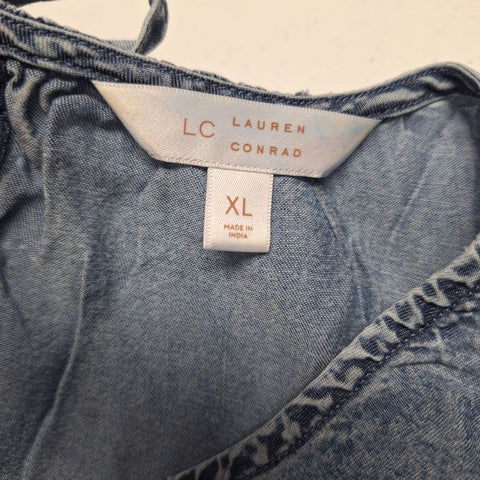 LC LAUREN
CONRAD
XL
MADE IN
INDIA